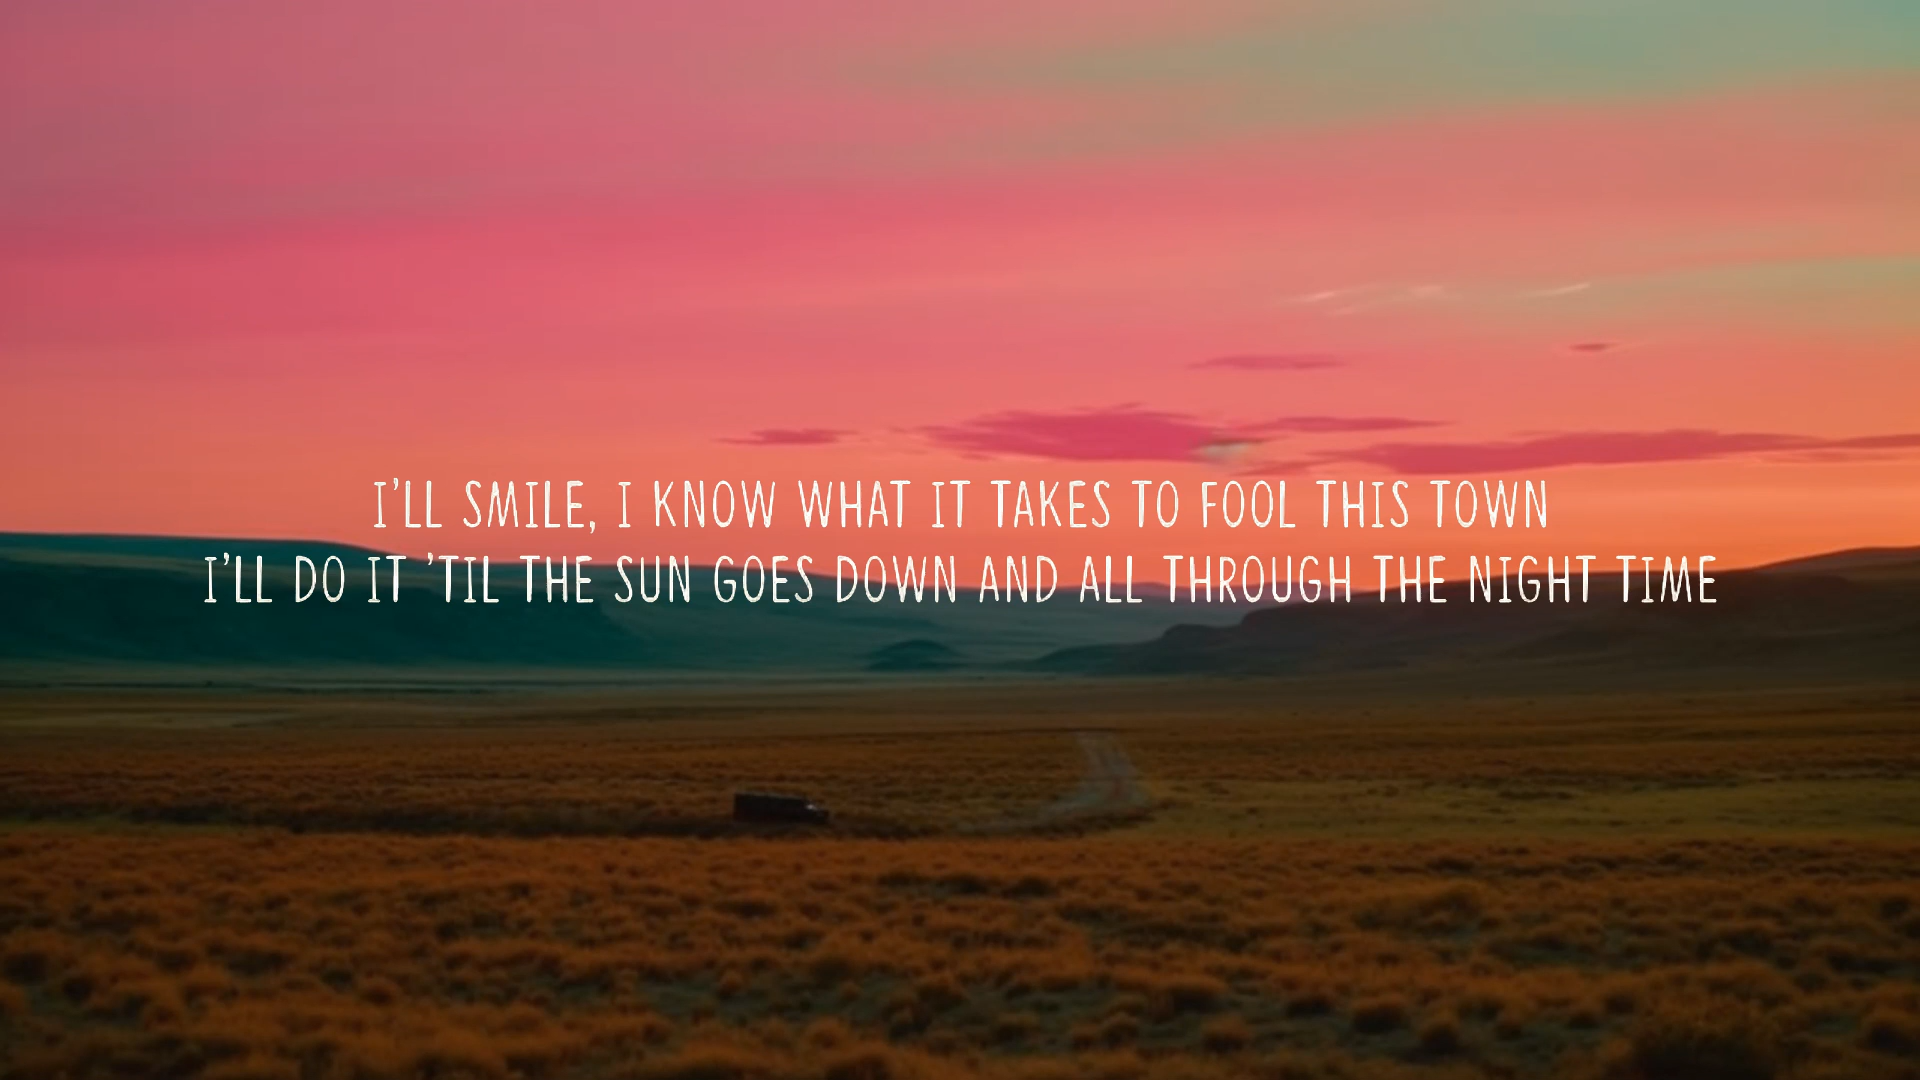 I'LL SMILE, I KNOW WHAT IT TAKES TO FOOL THIS TOWN
I'LL DO IT 'TIL THE SUN GOES DOWN AND ALL THROUGH THE NIGHT TIME